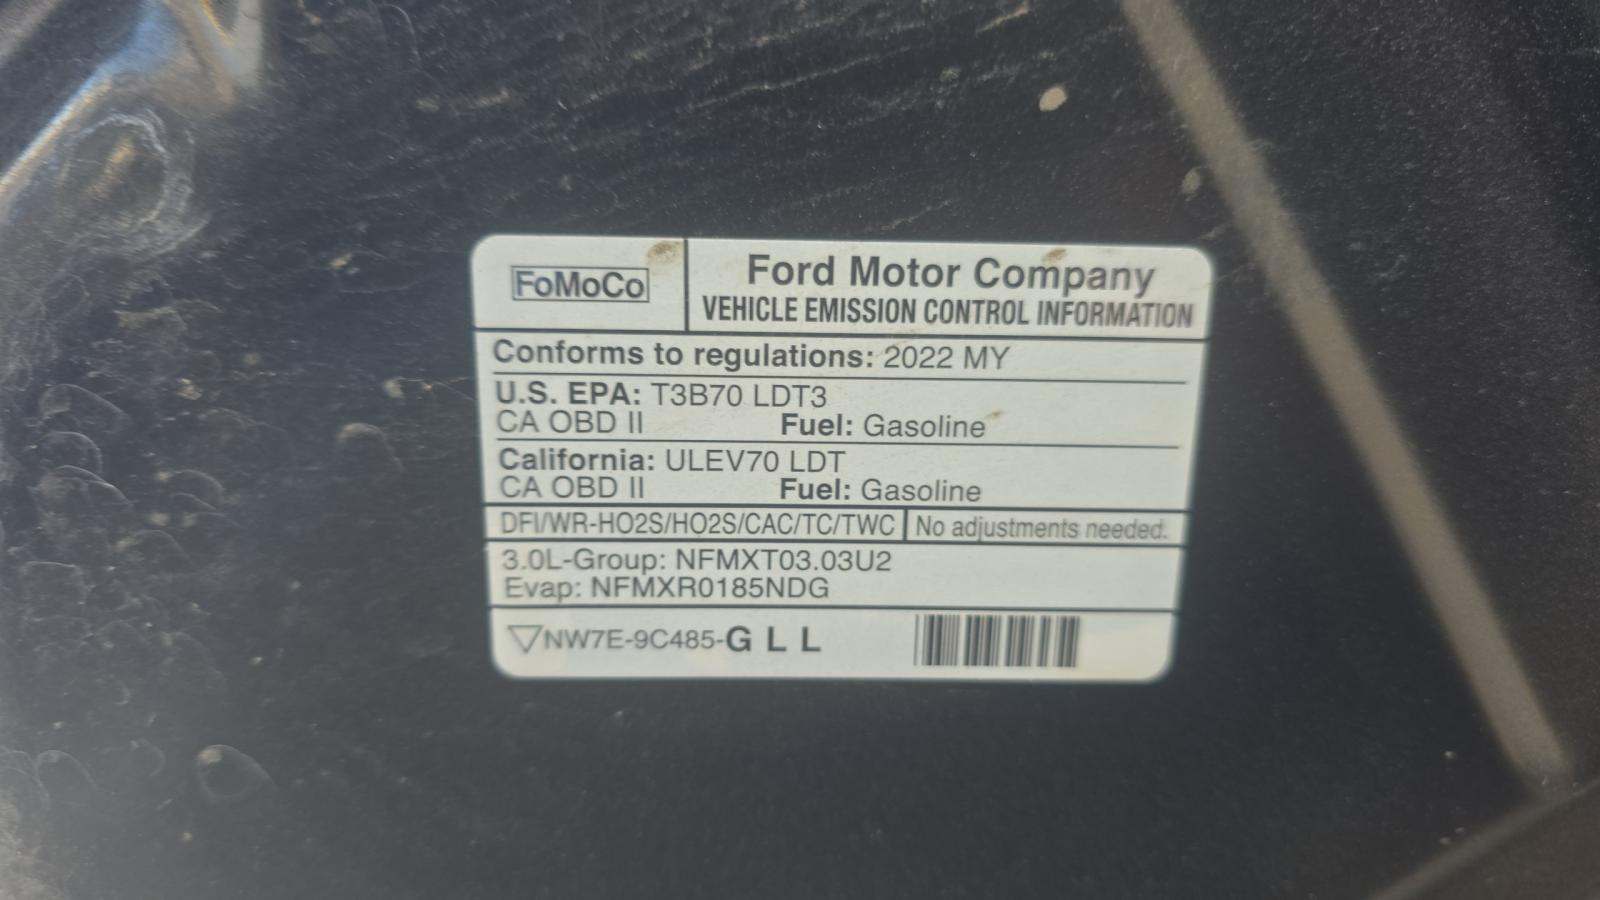 FoMoCo
Ford Motor Company
VEHICLE EMISSION CONTROL INFORMATION
Conforms to regulations: 2022 MY
U.S. EPA: T3B70 LDT3
CA OBD II Fuel: Gasoline
California: ULEV70 LDT
CA OBD II Fuel: Gasoline
DFI/WR-HO2S/HO2S/CAC/TC/TWC No adjustments needed.
3.0L-Group: NFMXT03.03U2
Evap: NFMXR0185NDG
▽NW7E-9C485-G L L